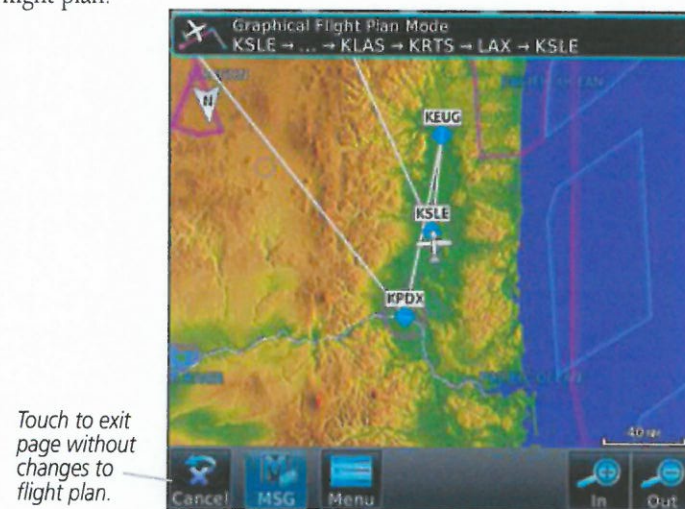 flight plan.
Graphical Flight Plan Mode
KSLE → ... → KLAS → KRTS → LAX → KSLE
N
KEUG
KSLE
KPDX
40
Touch to exit
page without
changes to
flight plan.
Cancel
MSG
Menu
In
Out